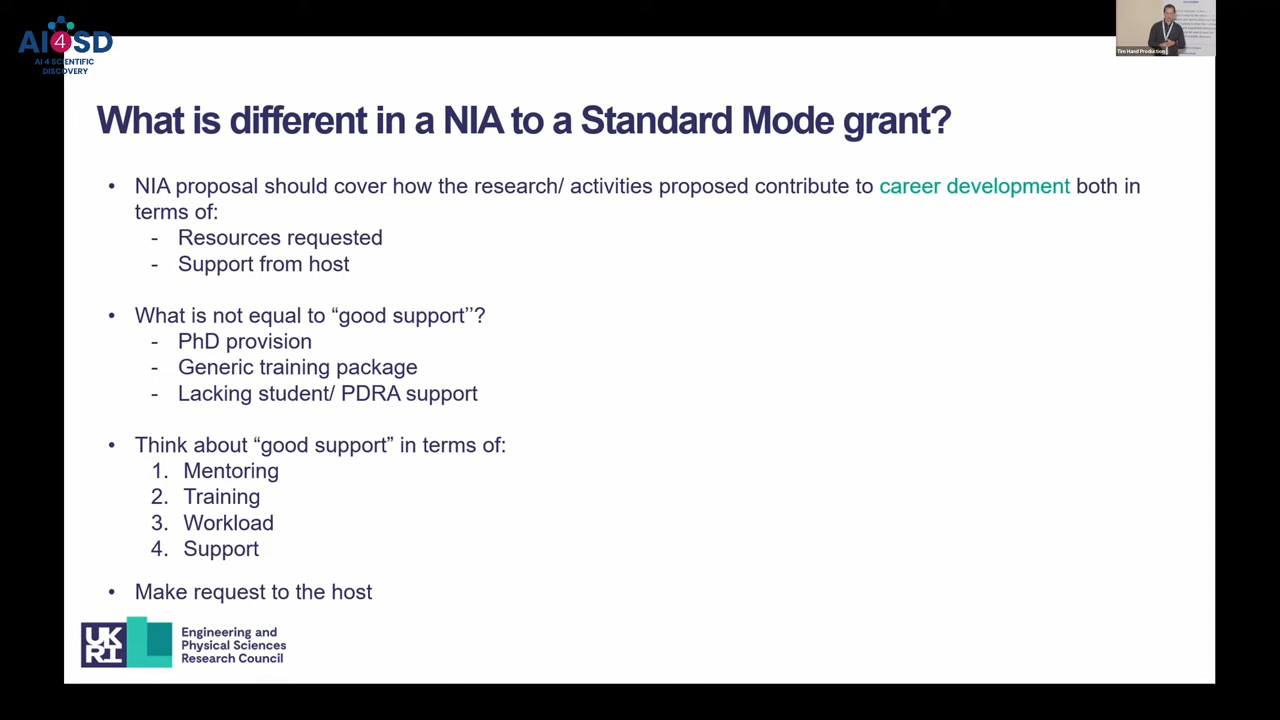 AI4SD
AI 4 SCIENTIFIC
DISCOVERY
Tim Hand Production
What is different in a NIA to a Standard Mode grant?
• NIA proposal should cover how the research/ activities proposed contribute to career development both in
terms of:
- Resources requested
- Support from host
• What is not equal to “good support’’?
- PhD provision
- Generic training package
- Lacking student/ PDRA support
• Think about “good support” in terms of:
1. Mentoring
2. Training
3. Workload
4. Support
• Make request to the host
UKRI
Engineering and
Physical Sciences
Research Council